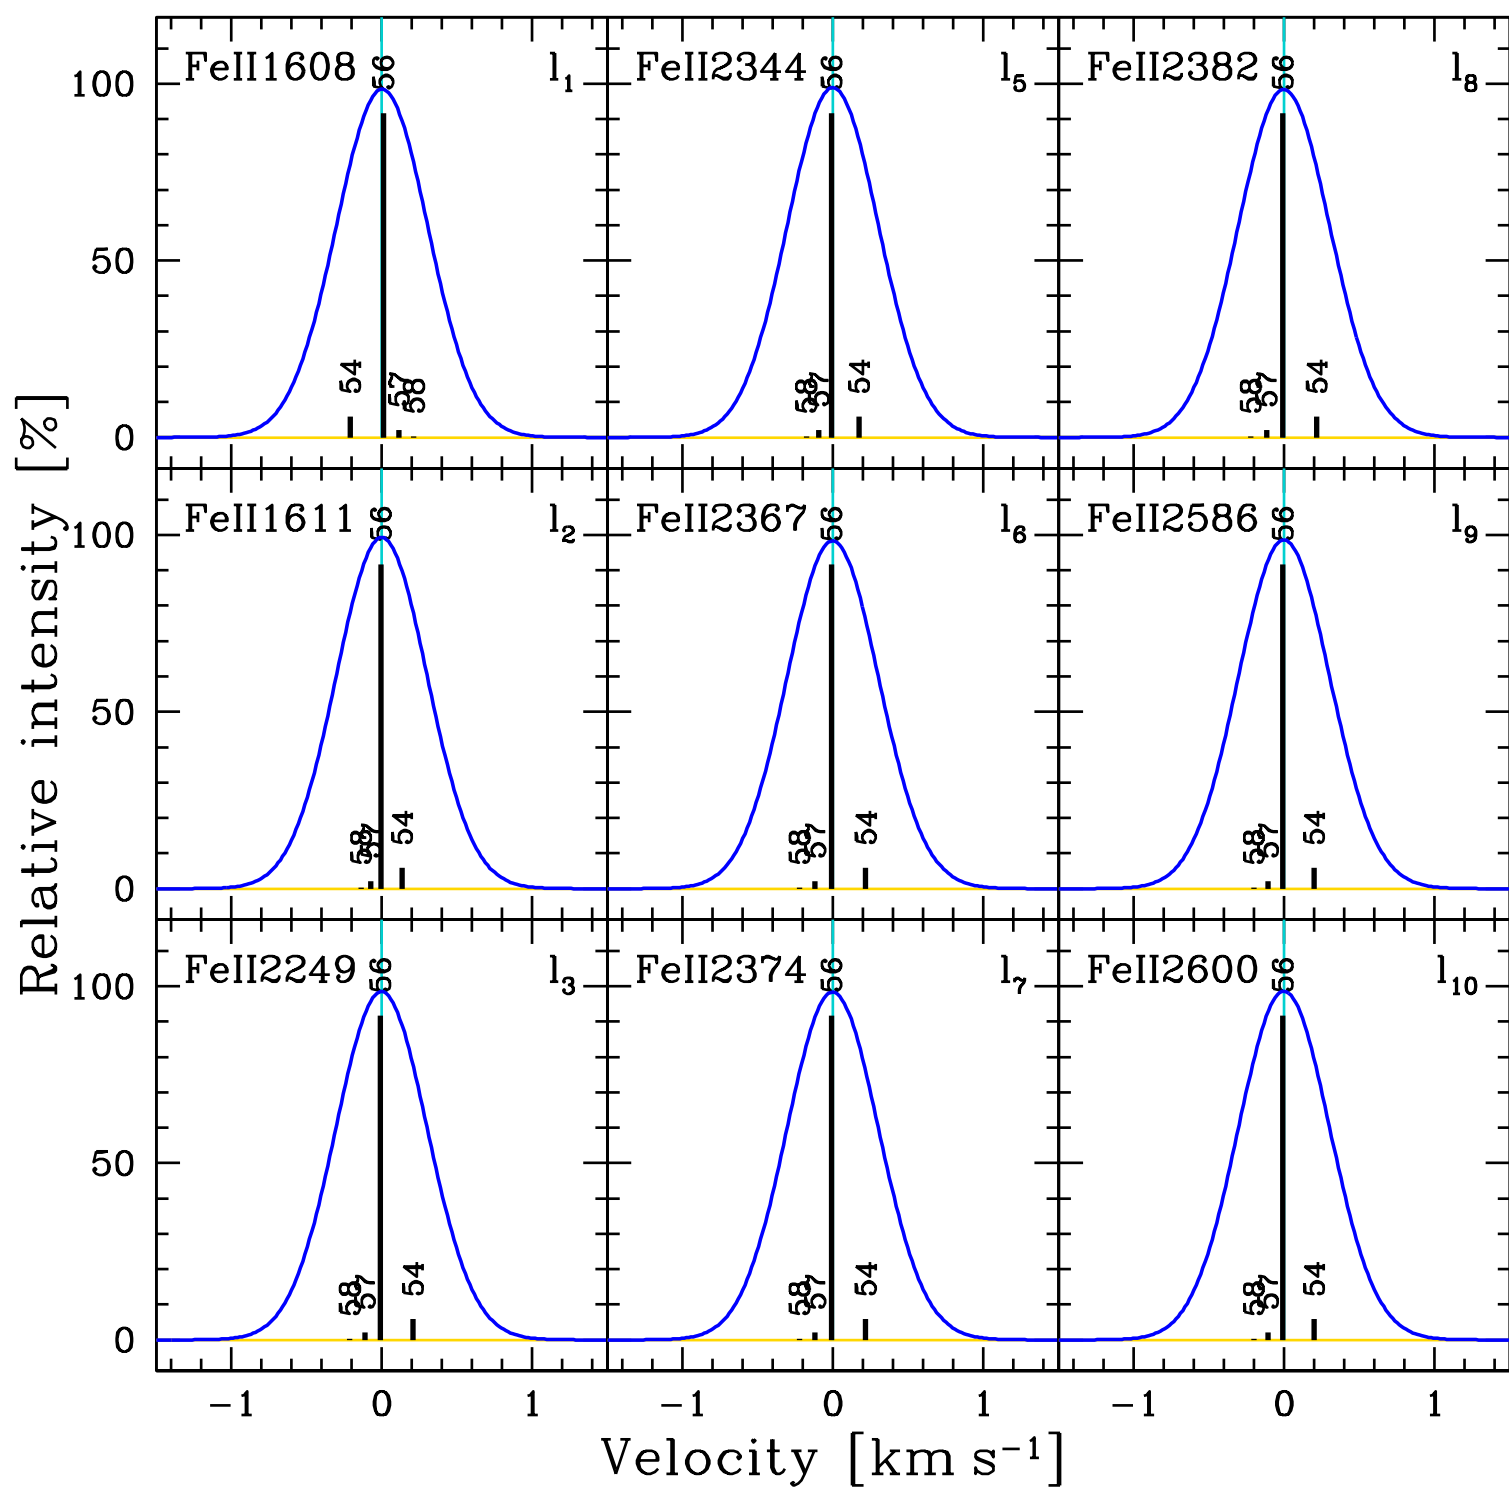 FeII1608 56 l1
100
50
54 57 58
0
FeII2344 56 l5
58 57 54
FeII2382 56 l8
58 57 54
FeII1611 56 l2
100
50
58 57 54
0
FeII2367 56 l6
58 57 54
FeII2586 56 l9
58 57 54
FeII2249 56 l3
100
50
58 57 54
0
FeII2374 56 l7
58 57 54
FeII2600 56 l10
58 57 54
−1 0 1 −1 0 1 −1 0 1
Velocity [km s−1]
Relative intensity [%]